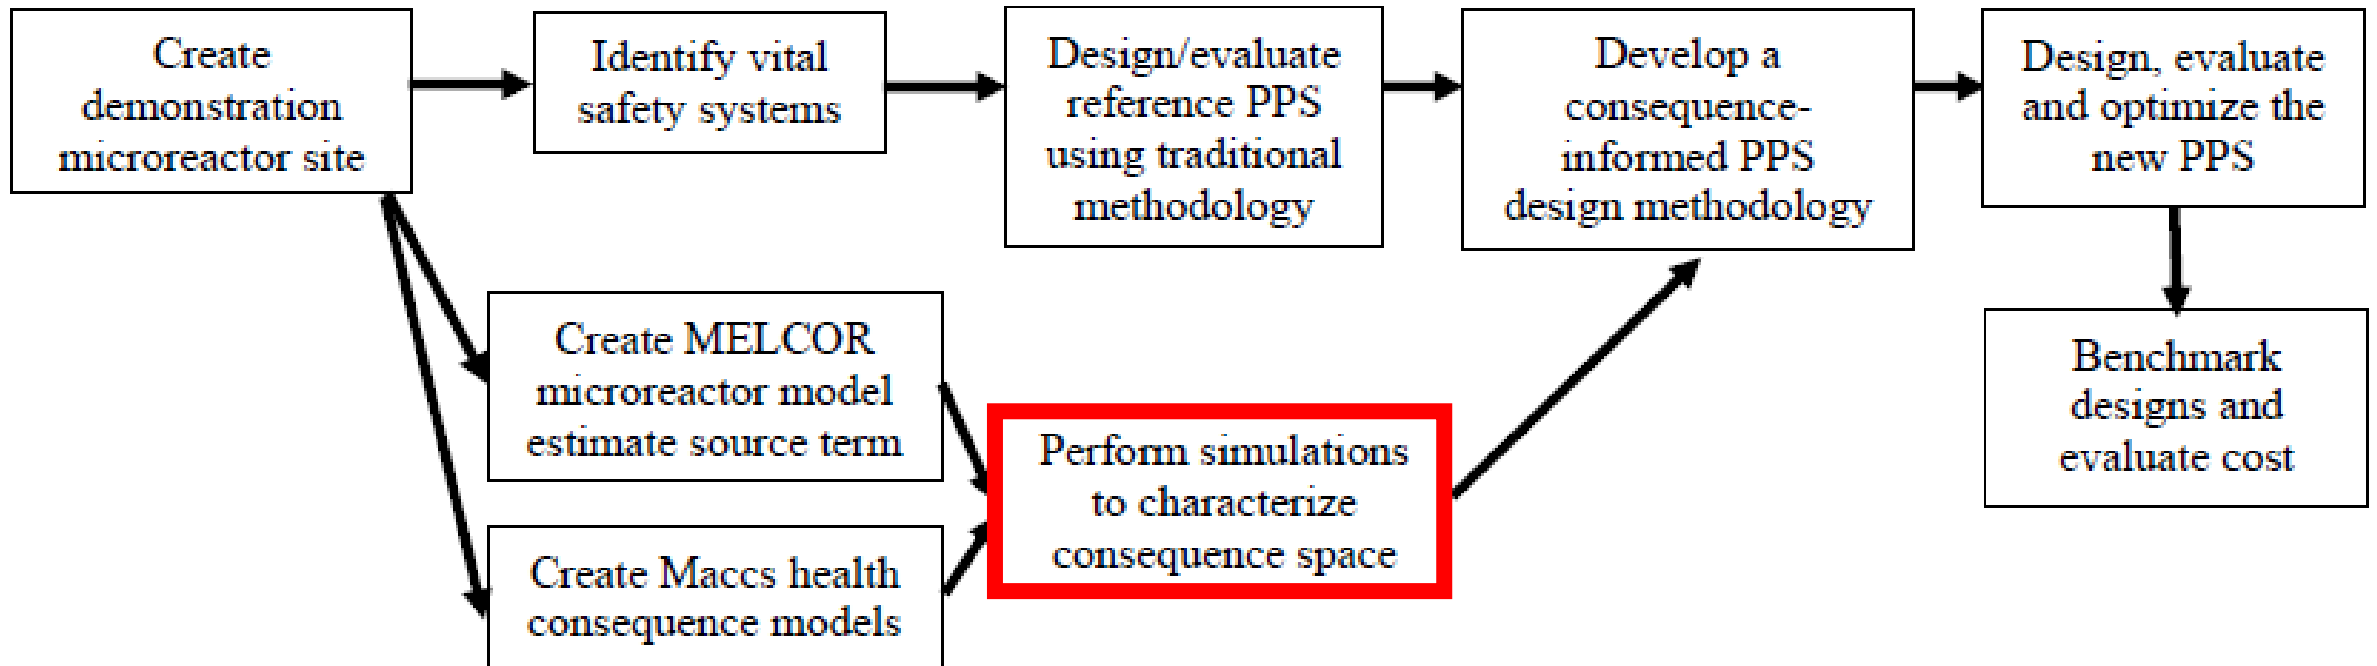 Create
demonstration
microreactor site
Identify vital
safety systems
Design/evaluate
reference PPS
using traditional
methodology
Develop a
consequence-
informed PPS
design methodology
Design, evaluate
and optimize the
new PPS
Create MELCOR
microreactor model
estimate source term
Perform simulations
to characterize
consequence space
Benchmark
designs and
evaluate cost
Create Maccs health
consequence models